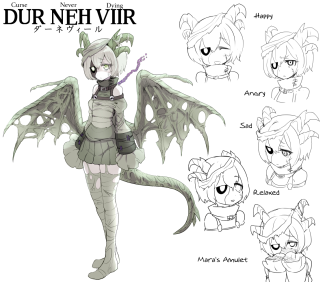 Curse Never Dying
DUR NEH VIIR
ダーネヴィール
Happy
Angry
Sad
Relaxed
Mara's Amulet